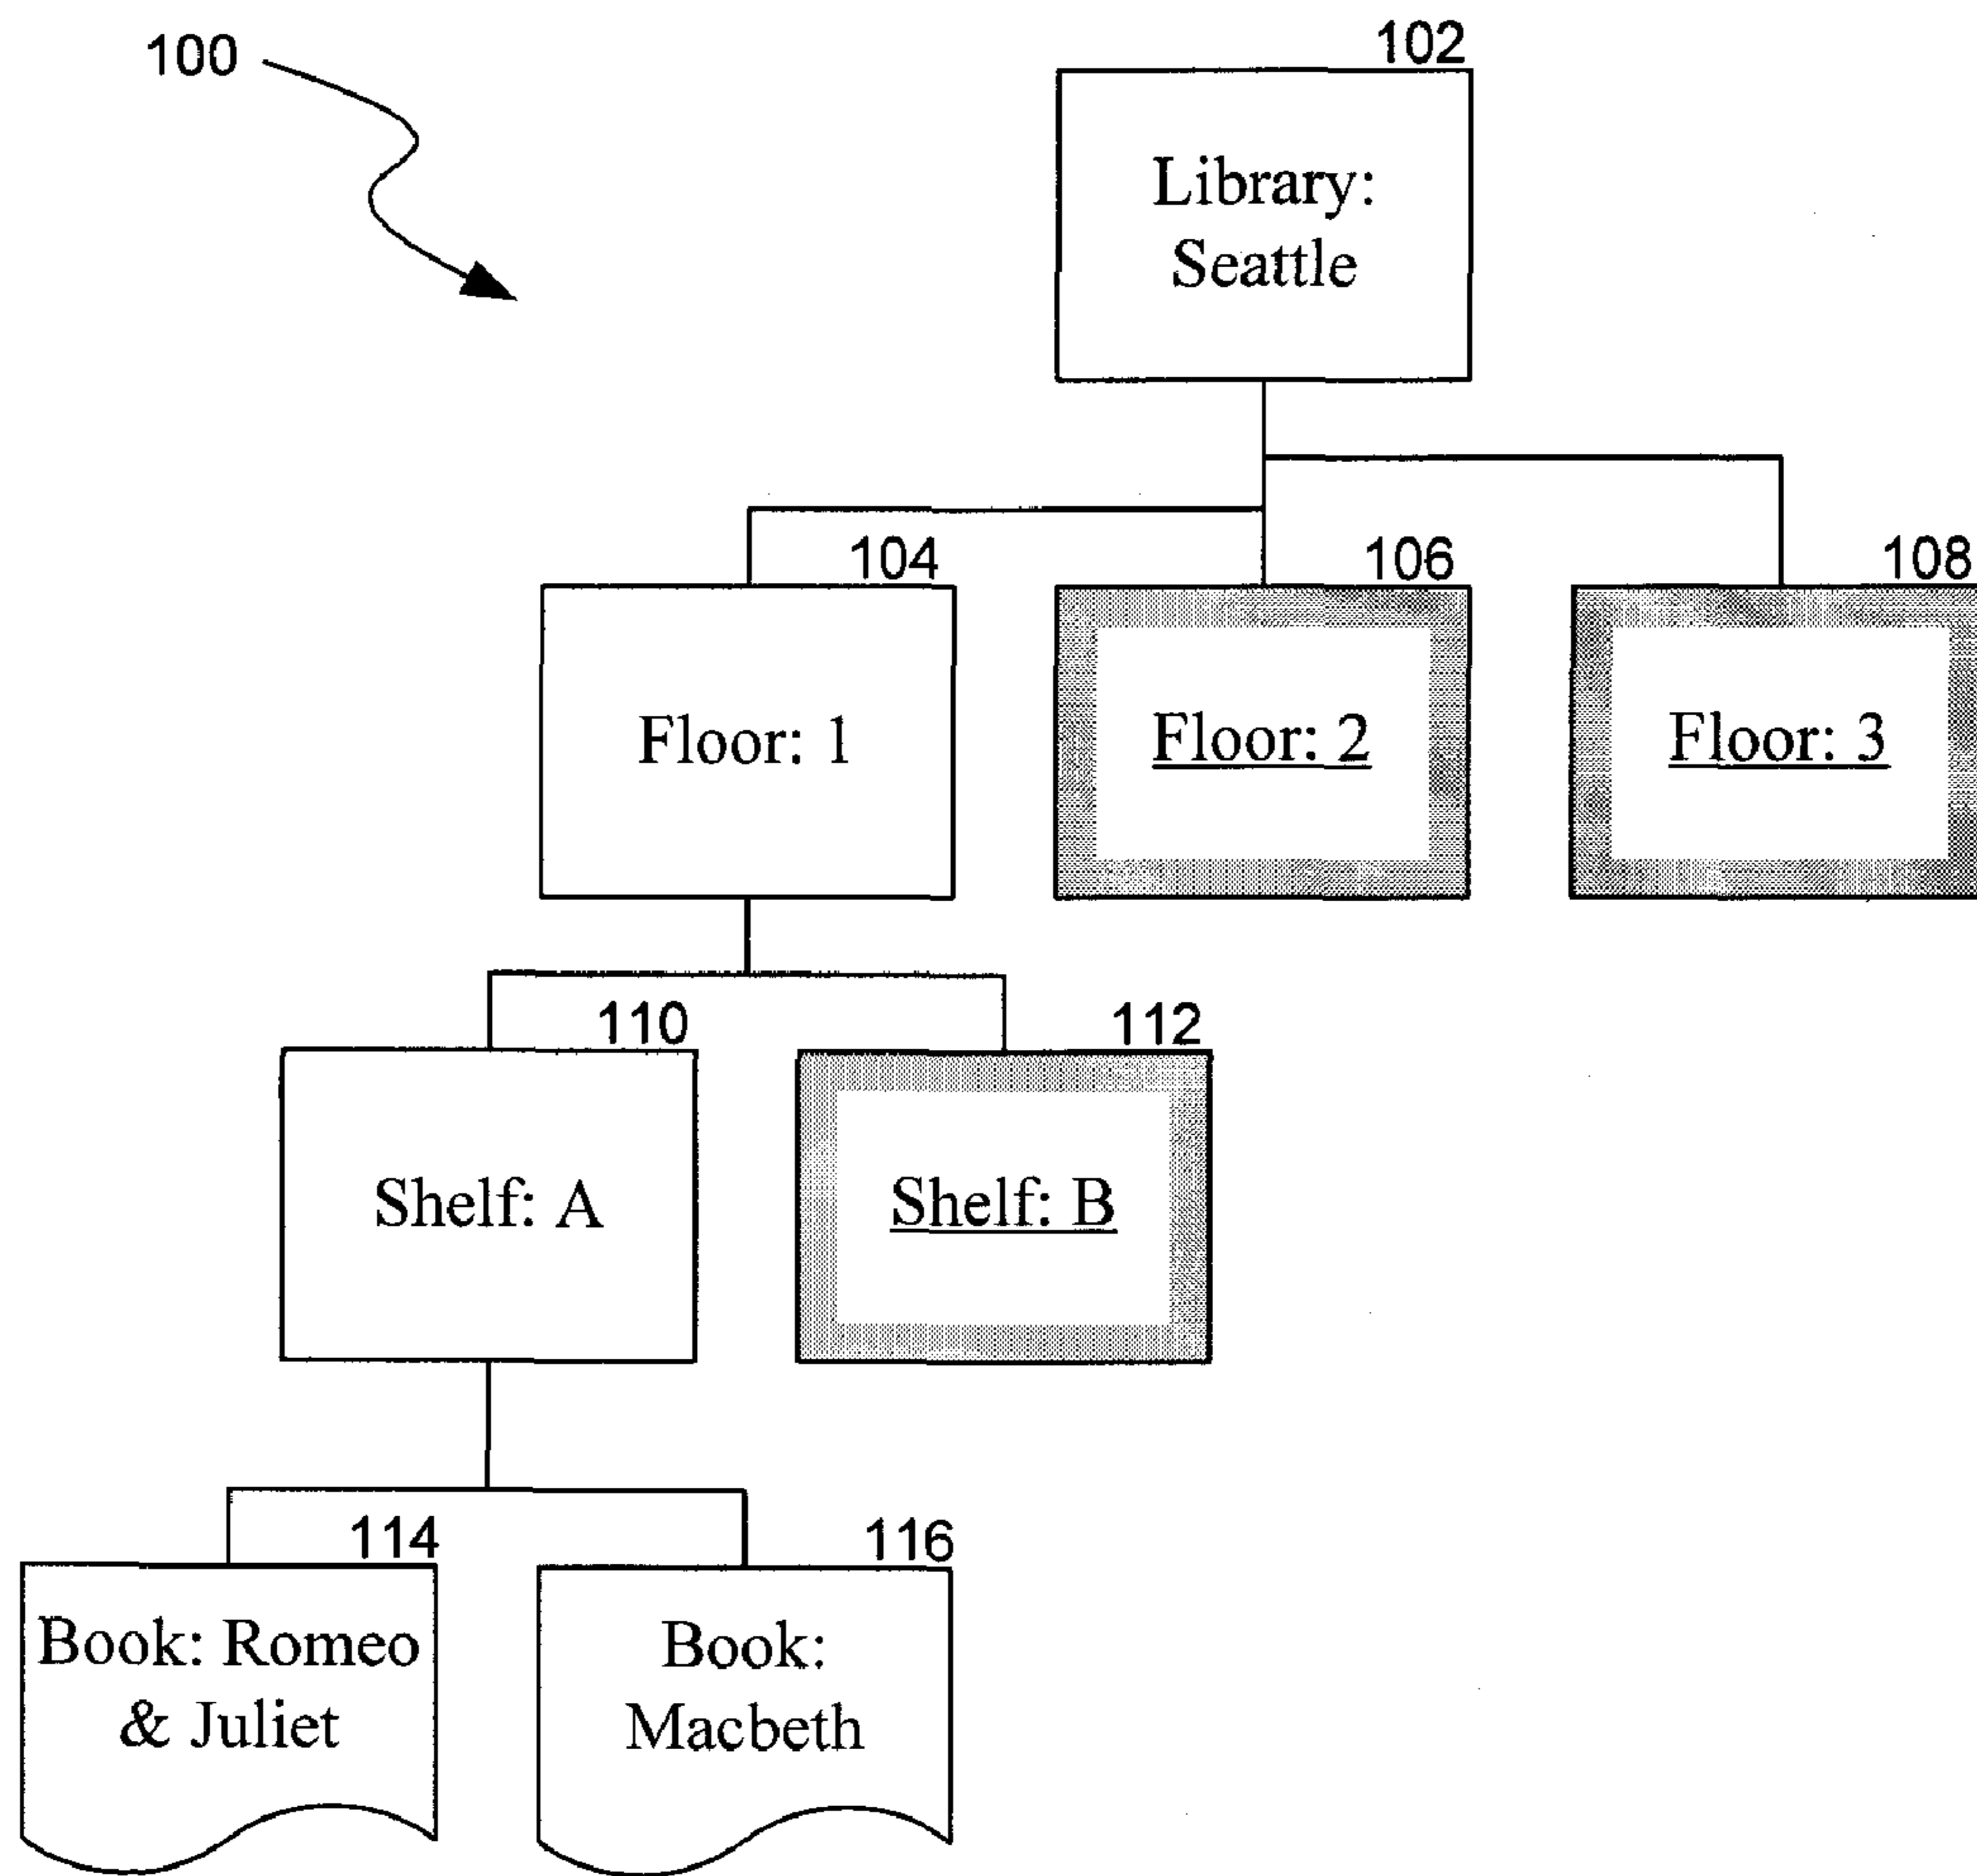 100
102
Library:
Seattle
104
106
108
Floor: 1
Floor: 2
Floor: 3
110
112
Shelf: A
Shelf: B
114
116
Book: Romeo
& Juliet
Book:
Macbeth